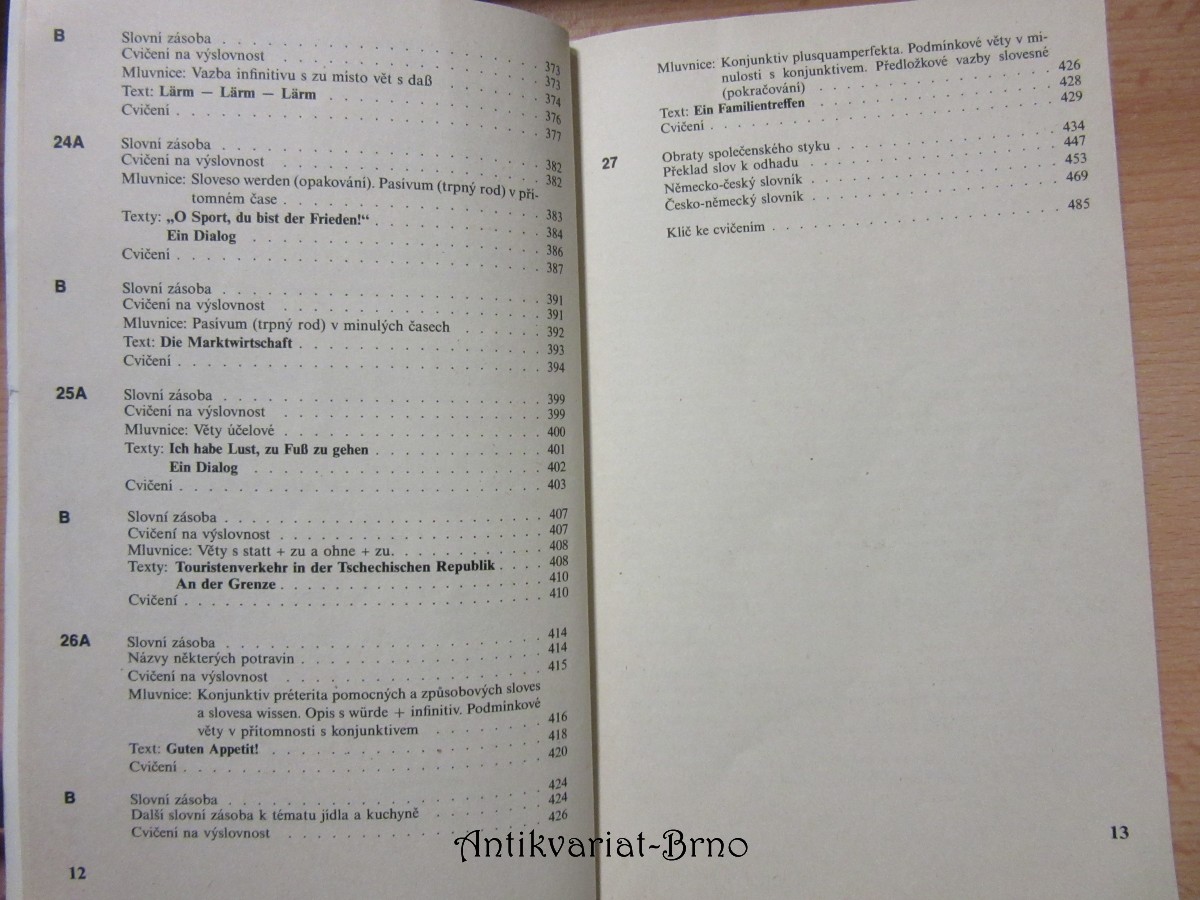 B Slovní zásoba . . . . . . . . . . . . . . . . . . . . 373
Cvičení na výslovnost . . . . . . . . . . . . . . . . . 373
Mluvnice: Vazba infinitivu s zu místo vět s daß . . . . . 374
Text: Lärm — Lärm — Lärm . . . . . . . . . . . . . . . 376
Cvičení . . . . . . . . . . . . . . . . . . . . . . . 377
24A Slovní zásoba . . . . . . . . . . . . . . . . . . . . 382
Cvičení na výslovnost . . . . . . . . . . . . . . . . . 382
Mluvnice: Sloveso werden (opakování). Pasivum (trpný rod) v pří-
tomném čase . . . . . . . . . . . . . . . . . . . . 383
Texty: „O Sport, du bist der Frieden!“ . . . . . . . . . . 384
Ein Dialog . . . . . . . . . . . . . . . . . . . . 386
Cvičení . . . . . . . . . . . . . . . . . . . . . . . 387
B Slovní zásoba . . . . . . . . . . . . . . . . . . . . 391
Cvičení na výslovnost . . . . . . . . . . . . . . . . . 391
Mluvnice: Pasivum (trpný rod) v minulých časech . . . . . 392
Text: Die Marktwirtschaft . . . . . . . . . . . . . . . 393
Cvičení . . . . . . . . . . . . . . . . . . . . . . . 394
25A Slovní zásoba . . . . . . . . . . . . . . . . . . . . 399
Cvičení na výslovnost . . . . . . . . . . . . . . . . . 399
Mluvnice: Věty účelové . . . . . . . . . . . . . . . . 400
Texty: Ich habe Lust, zu Fuß zu gehen . . . . . . . . . . 401
Ein Dialog . . . . . . . . . . . . . . . . . . . . 402
Cvičení . . . . . . . . . . . . . . . . . . . . . . . 403
B Slovní zásoba . . . . . . . . . . . . . . . . . . . . 407
Cvičení na výslovnost . . . . . . . . . . . . . . . . . 407
Mluvnice: Věty s statt + zu a ohne + zu. . . . . . . . . . 408
Texty: Touristenverkehr in der Tschechischen Republik . . . 408
An der Grenze . . . . . . . . . . . . . . . . . . . 410
Cvičení . . . . . . . . . . . . . . . . . . . . . . . 410
26A Slovní zásoba . . . . . . . . . . . . . . . . . . . . 414
Názvy některých potravin . . . . . . . . . . . . . . . 414
Cvičení na výslovnost . . . . . . . . . . . . . . . . . 415
Mluvnice: Konjunktiv préterita pomocných a způsobových sloves
a slovesa wissen. Opis s würde + infinitiv. Podmínkové
věty v přítomnosti s konjunktivem . . . . . . . 416
Text: Guten Appetit! . . . . . . . . . . . . . . . . . 418
Cvičení . . . . . . . . . . . . . . . . . . . . . . . 420
B Slovní zásoba . . . . . . . . . . . . . . . . . . . . 424
Další slovní zásoba k tématu jídla a kuchyně . . . . . . . 424
Cvičení na výslovnost . . . . . . . . . . . . . . . . . 426
12
Mluvnice: Konjunktiv plusquamperfekta. Podmínkové věty v mi-
nulosti s konjunktivem. Předložkové vazby slovesné
(pokračování) . . . . . . . . . . . . . . . . . . 426
Text: Ein Familientreffen . . . . . . . . . . . . . . . 428
Cvičení . . . . . . . . . . . . . . . . . . . . . . . 429
27 Obraty společenského styku . . . . . . . . . . . . . . 434
Překlad slov k odhadu . . . . . . . . . . . . . . . . . 447
Německo-český slovník . . . . . . . . . . . . . . . . 453
Česko-německý slovník . . . . . . . . . . . . . . . . 469
Klíč ke cvičením . . . . . . . . . . . . . . . . . . . 485
13
Antikvariat-Brno